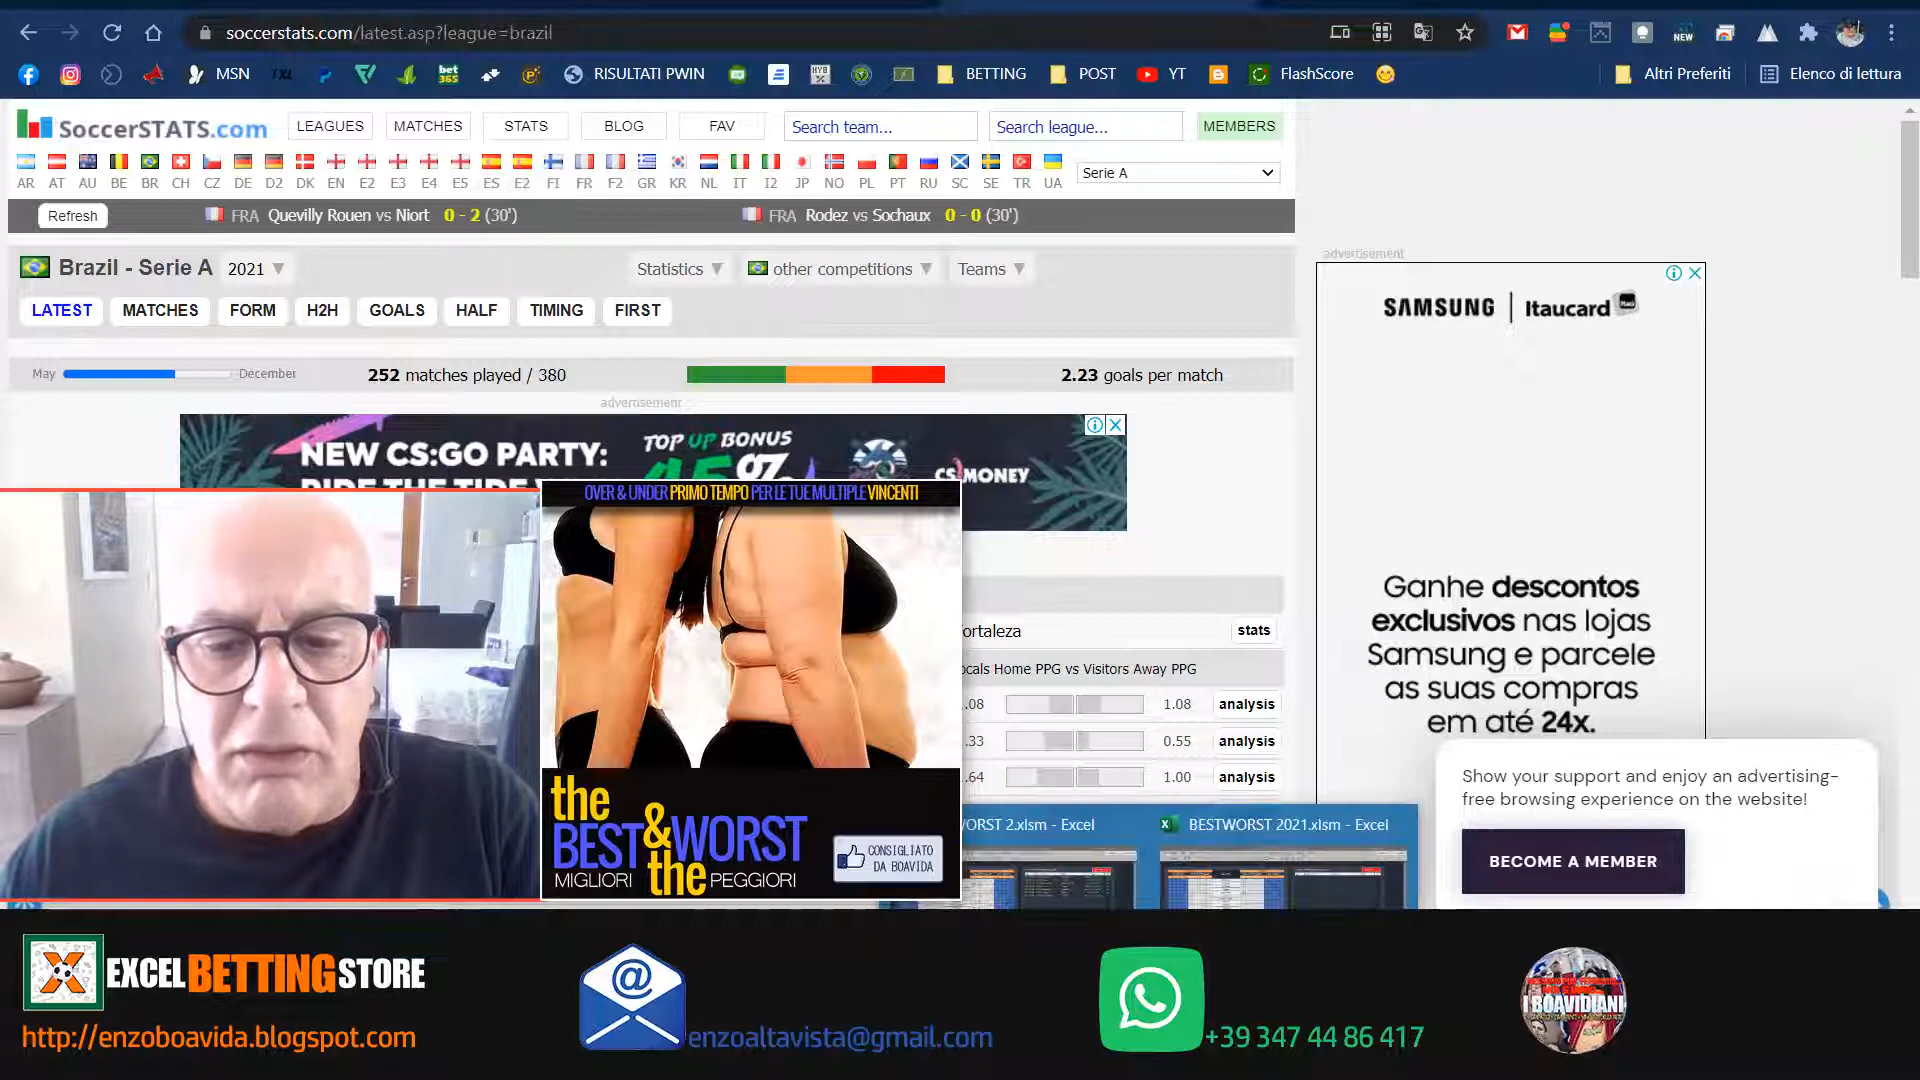 soccerstats.com/latest.asp?league=brazil
NEW
MSN
TXL
bet365
RISULTATI PWIN
HYB
BETTING
POST
YT
FlashScore
Altri Preferiti
Elenco di lettura
SoccerSTATS.com
LEAGUES
MATCHES
STATS
BLOG
FAV
Search team...
Search league...
MEMBERS
AR AT AU BE BR CH CZ DE D2 DK EN E2 E3 E4 E5 ES E2 FI FR F2 GR KR NL IT I2 JP NO PL PT RU SC SE TR UA
Serie A
Refresh
FRA Quevilly Rouen vs Niort 0 - 2 (30')
FRA Rodez vs Sochaux 0 - 0 (30')
Brazil - Serie A
2021
Statistics
other competitions
Teams
LATEST
MATCHES
FORM
H2H
GOALS
HALF
TIMING
FIRST
May
December
252 matches played / 380
2.23 goals per match
advertisement
NEW CS:GO PARTY:
TOP UP BONUS
CS MONEY
OVER & UNDER PRIMO TEMPO PER LE TUE MULTIPLE VINCENTI
ortaleza
stats
ocals Home PPG vs Visitors Away PPG
.08
1.08
analysis
.33
0.55
analysis
.64
1.00
analysis
the
BEST & WORST
MIGLIORI the PEGGIORI
CONSIGLIATO
DA BOAVIDA
/ORST 2.xlsm - Excel
BESTWORST 2021.xlsm - Excel
advertisement
SAMSUNG | Itaucard
Ganhe descontos
exclusivos nas lojas
Samsung e parcele
as suas compras
em até 24x.
Show your support and enjoy an advertising-
free browsing experience on the website!
BECOME A MEMBER
EXCELBETTINGSTORE
http://enzoboavida.blogspot.com
enzoaltavista@gmail.com
+39 347 44 86 417
I BOAVIDIANI